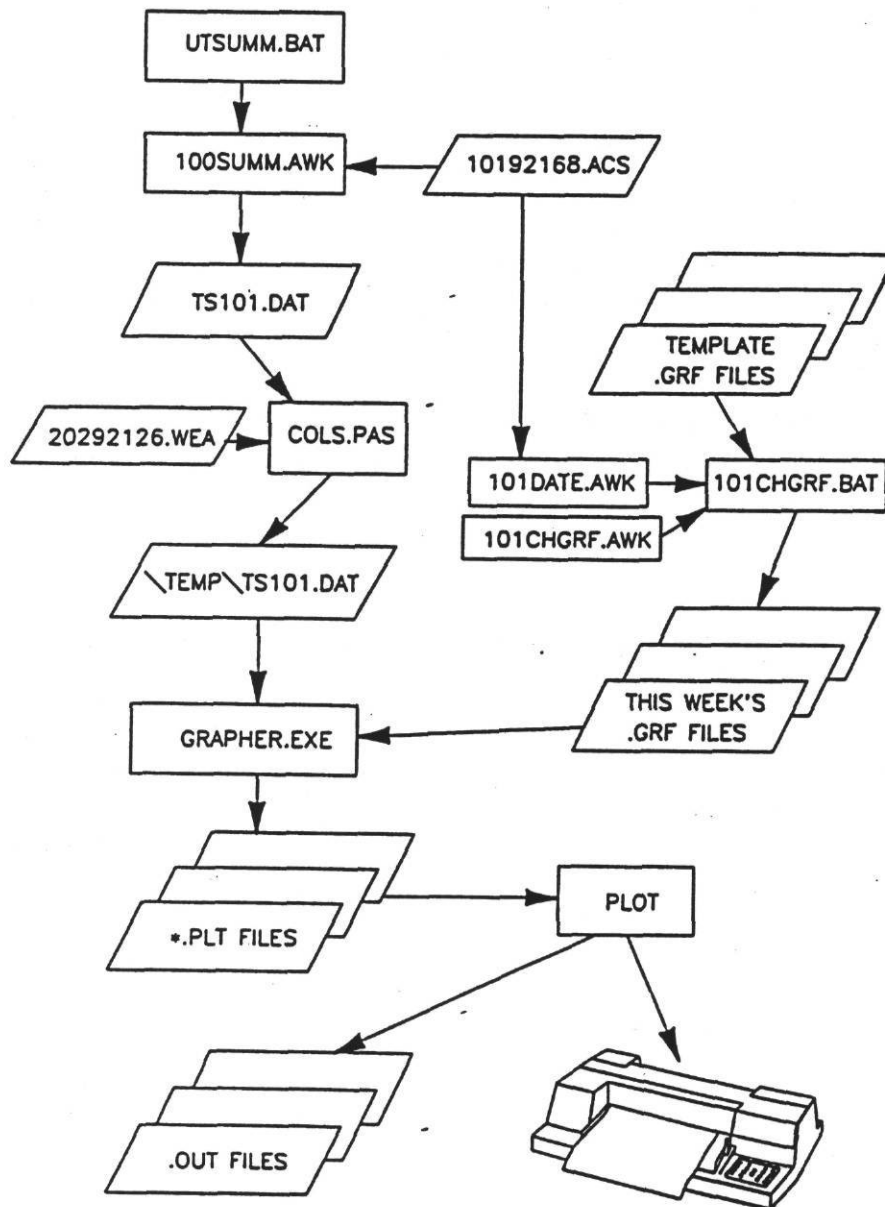 UTSUMM.BAT
100SUMM.AWK
10192168.ACS
TS101.DAT
TEMPLATE
.GRF FILES
20292126.WEA
COLS.PAS
101DATE.AWK
101CHGRF.BAT
101CHGRF.AWK
\TEMP\TS101.DAT
THIS WEEK'S
.GRF FILES
GRAPHER.EXE
*.PLT FILES
PLOT
.OUT FILES